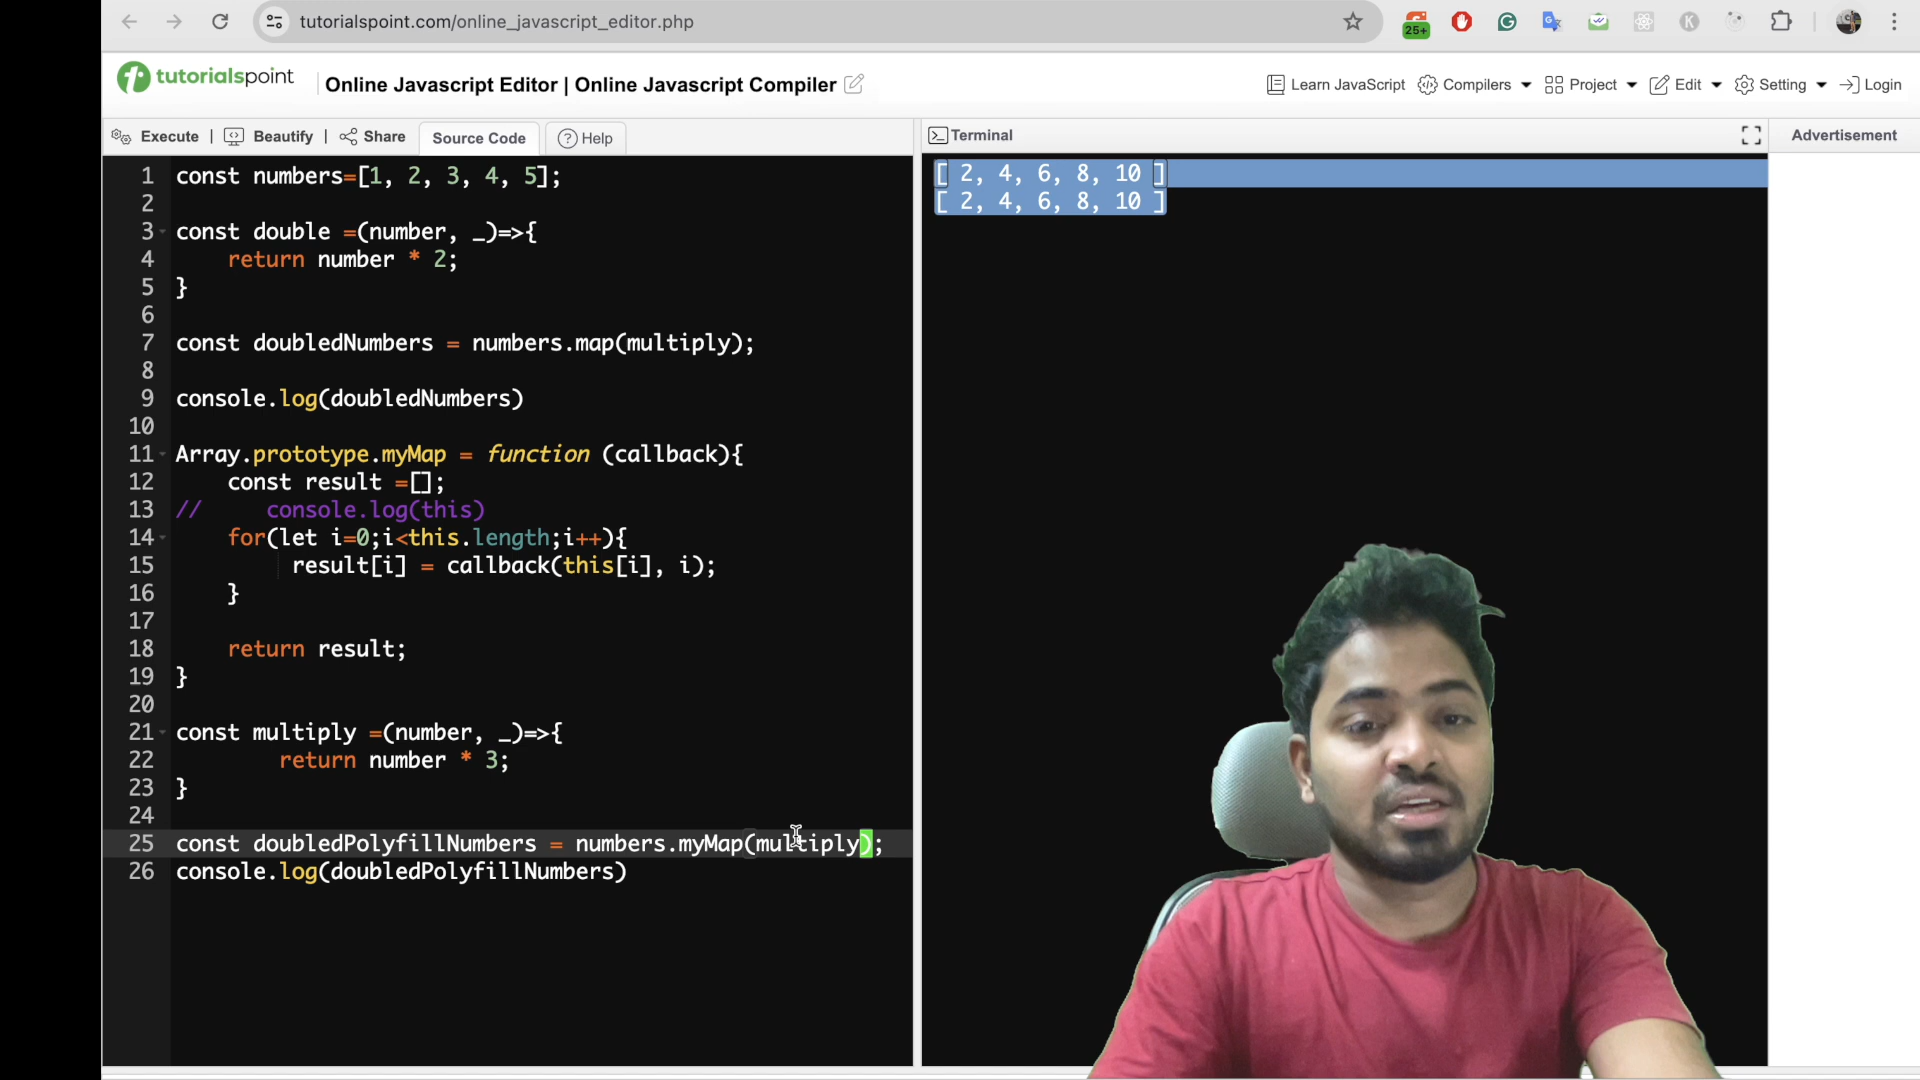 tutorialspoint.com/online_javascript_editor.php
25+
tutorialspoint
Online Javascript Editor | Online Javascript Compiler
Learn JavaScript Compilers Project Edit Setting Login
Execute | Beautify | Share Source Code Help
Terminal
Advertisement
1 const numbers=[1, 2, 3, 4, 5];
2
3 const double =(number, _)=>{
4 return number * 2;
5 }
6
7 const doubledNumbers = numbers.map(multiply);
8
9 console.log(doubledNumbers)
10
11 Array.prototype.myMap = function (callback){
12 const result =[];
13 // console.log(this)
14 for(let i=0;i<this.length;i++){
15 result[i] = callback(this[i], i);
16 }
17
18 return result;
19 }
20
21 const multiply =(number, _)=>{
22 return number * 3;
23 }
24
25 const doubledPolyfillNumbers = numbers.myMap(multiply);
26 console.log(doubledPolyfillNumbers)
[ 2, 4, 6, 8, 10 ]
[ 2, 4, 6, 8, 10 ]